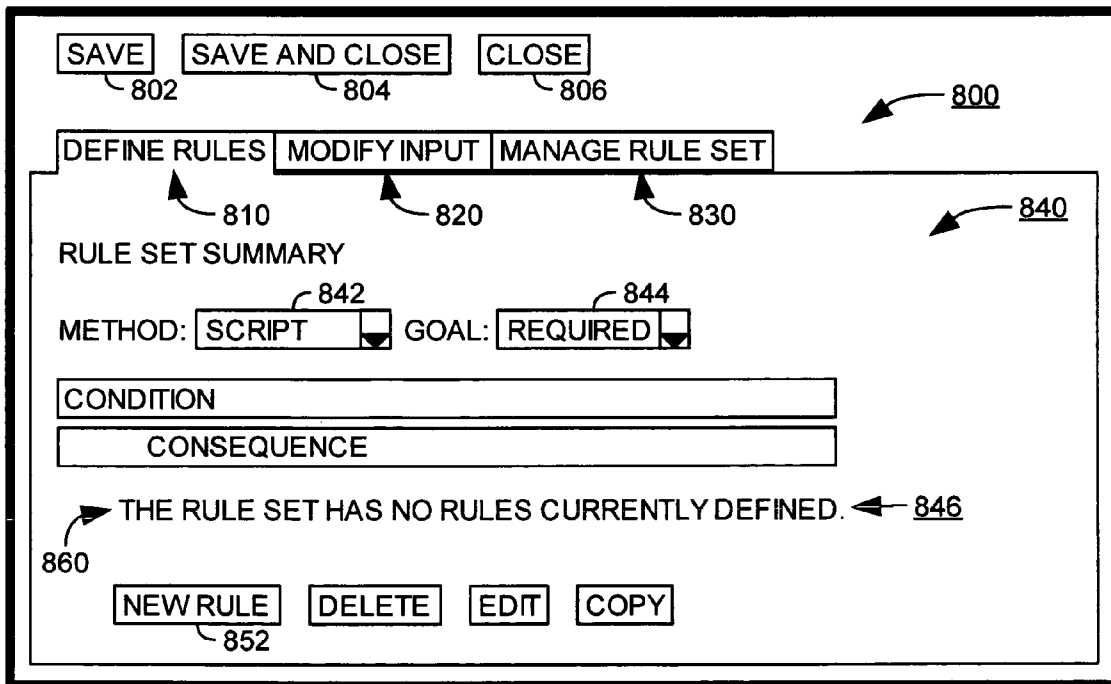 SAVE SAVE AND CLOSE CLOSE
802 804 806
800
DEFINE RULES MODIFY INPUT MANAGE RULE SET
810 820 830
840
RULE SET SUMMARY
842 844
METHOD: SCRIPT GOAL: REQUIRED
CONDITION
CONSEQUENCE
THE RULE SET HAS NO RULES CURRENTLY DEFINED. 846
860
NEW RULE DELETE EDIT COPY
852